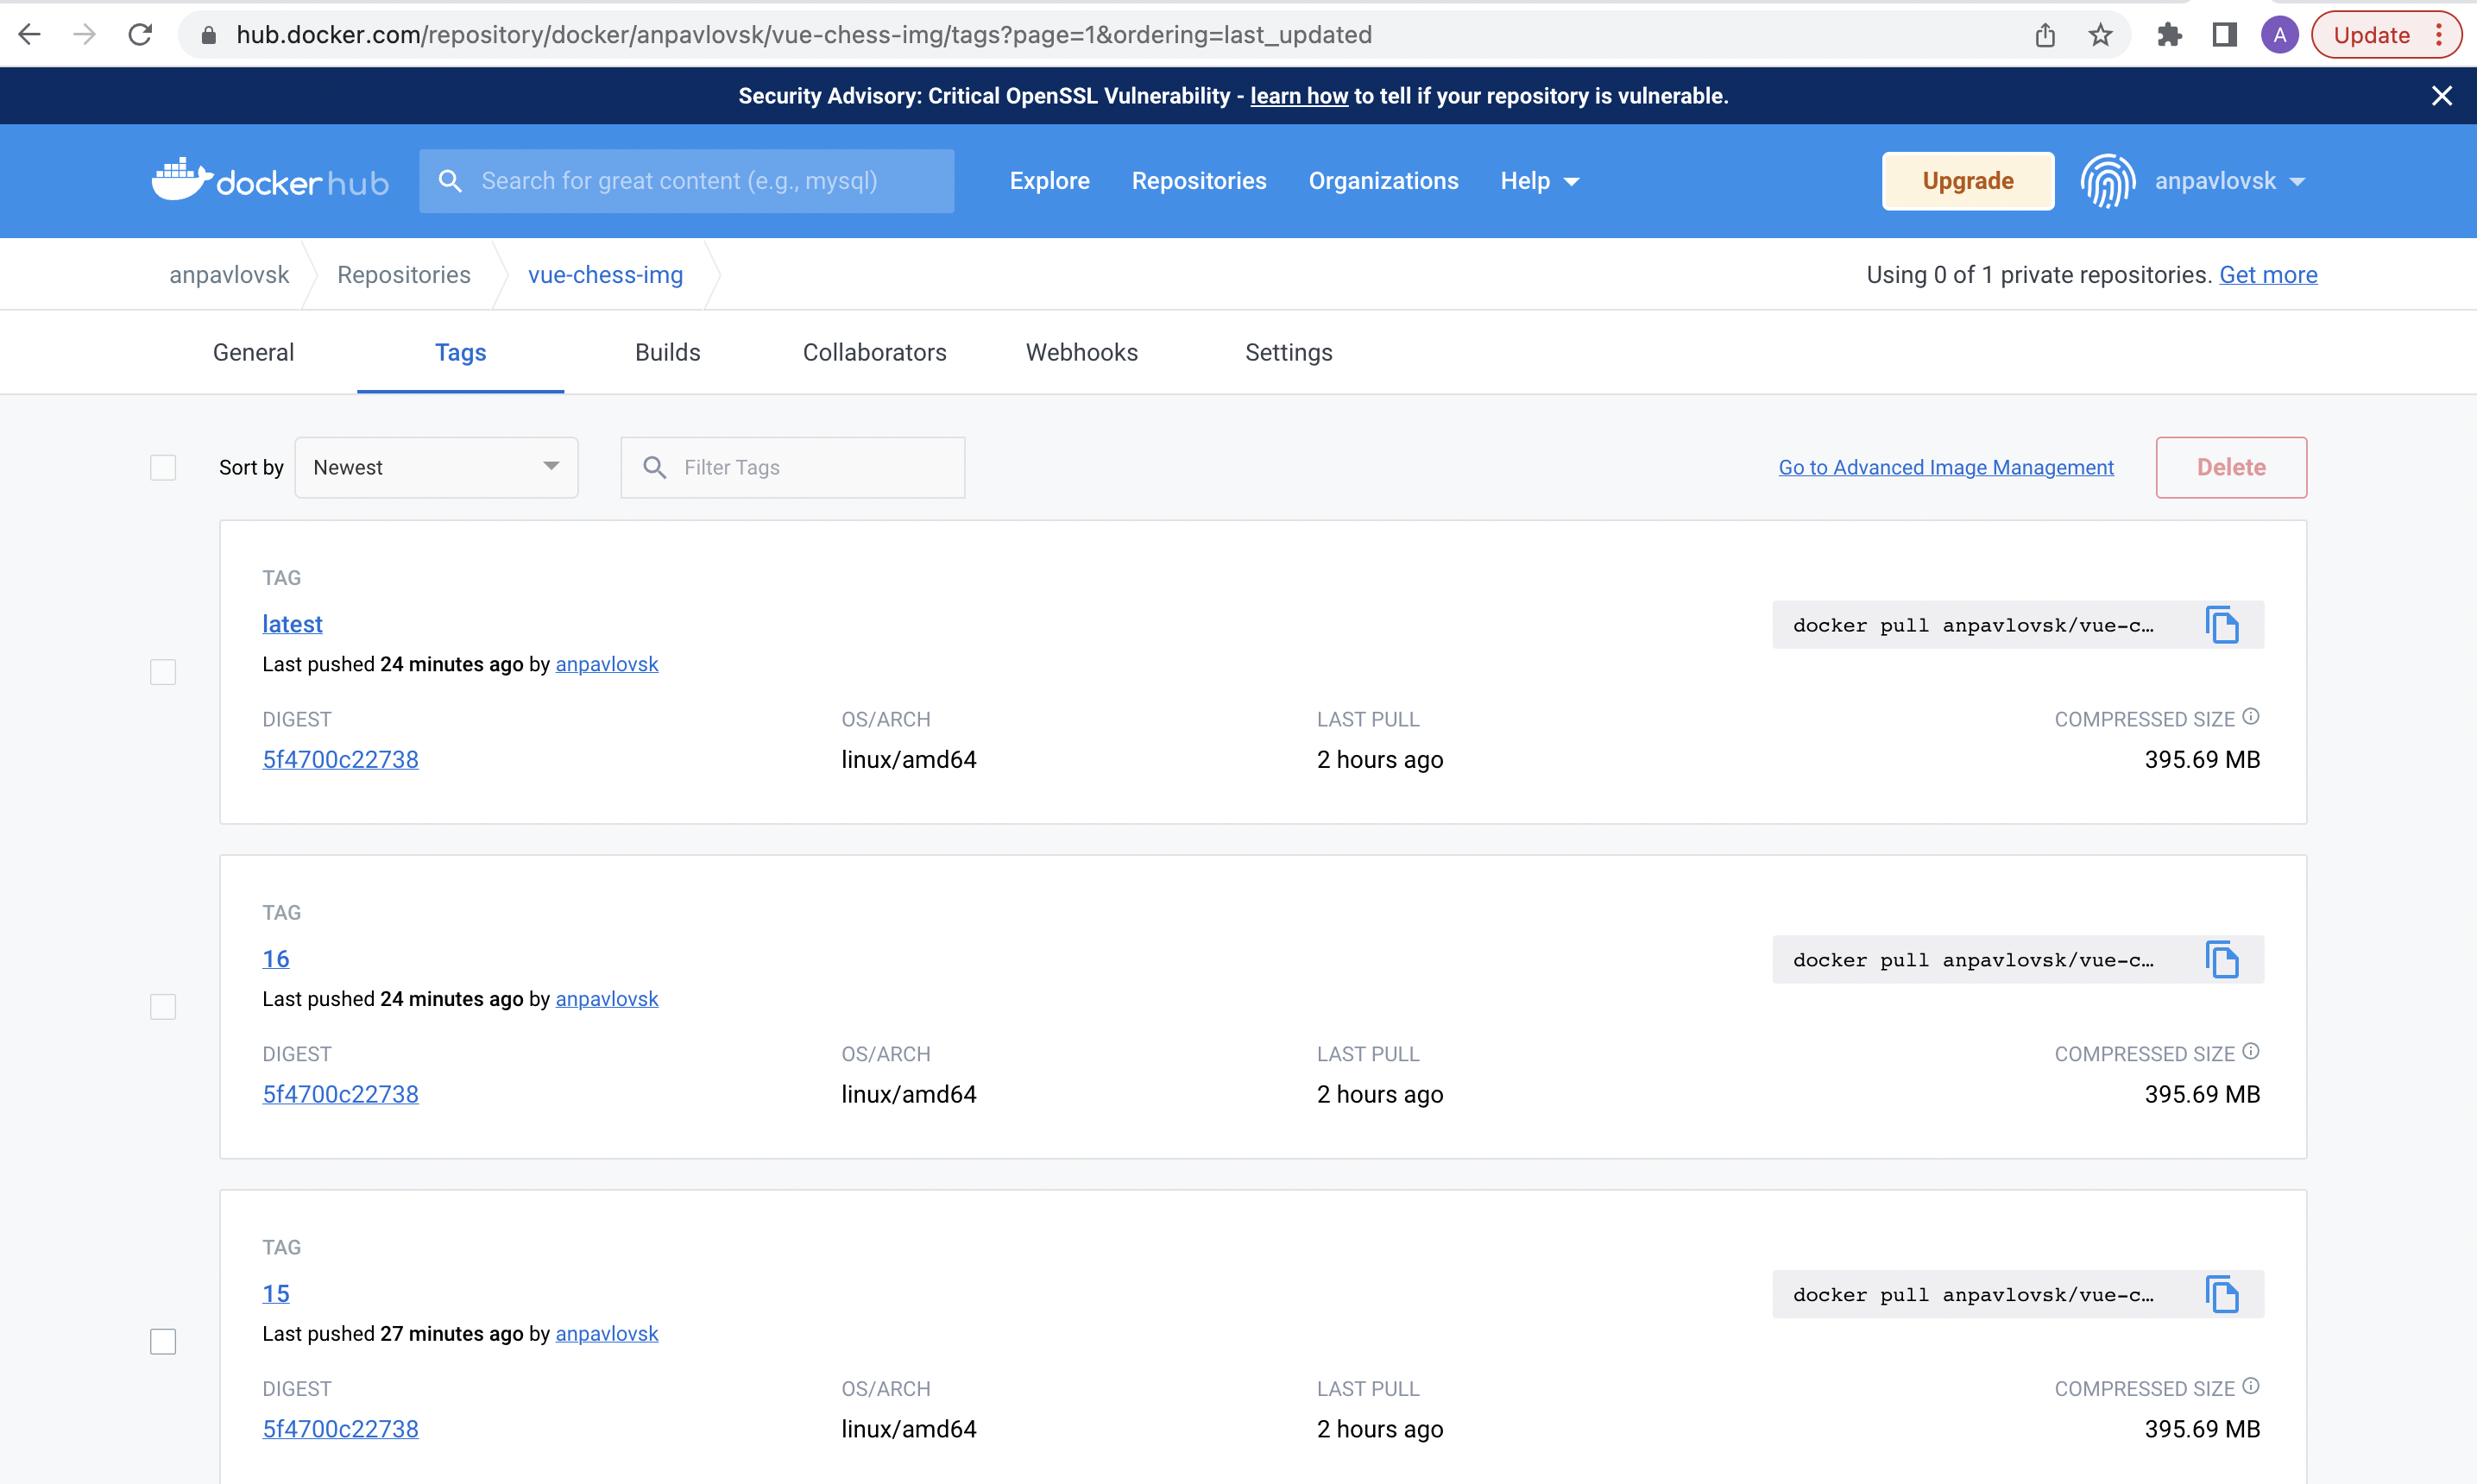 hub.docker.com/repository/docker/anpavlovsk/vue-chess-img/tags?page=1&ordering=last_updated
A
Update
Security Advisory: Critical OpenSSL Vulnerability - learn how to tell if your repository is vulnerable.
docker hub
Search for great content (e.g., mysql)
Explore
Repositories
Organizations
Help
Upgrade
anpavlovsk
anpavlovsk
Repositories
vue-chess-img
Using 0 of 1 private repositories. Get more
General
Tags
Builds
Collaborators
Webhooks
Settings
Sort by
Newest
Filter Tags
Go to Advanced Image Management
Delete
TAG
latest
docker pull anpavlovsk/vue-c…
Last pushed 24 minutes ago by anpavlovsk
DIGEST
OS/ARCH
LAST PULL
COMPRESSED SIZE
5f4700c22738
linux/amd64
2 hours ago
395.69 MB
TAG
16
docker pull anpavlovsk/vue-c…
Last pushed 24 minutes ago by anpavlovsk
DIGEST
OS/ARCH
LAST PULL
COMPRESSED SIZE
5f4700c22738
linux/amd64
2 hours ago
395.69 MB
TAG
15
docker pull anpavlovsk/vue-c…
Last pushed 27 minutes ago by anpavlovsk
DIGEST
OS/ARCH
LAST PULL
COMPRESSED SIZE
5f4700c22738
linux/amd64
2 hours ago
395.69 MB